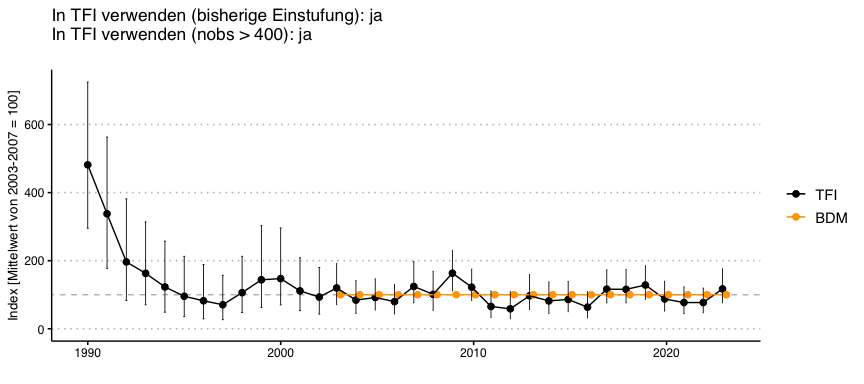 In TFI verwenden (bisherige Einstufung): ja
In TFI verwenden (nobs > 400): ja
Index [Mittelwert von 2003-2007 = 100]
600
400
200
0
1990
2000
2010
2020
TFI
BDM